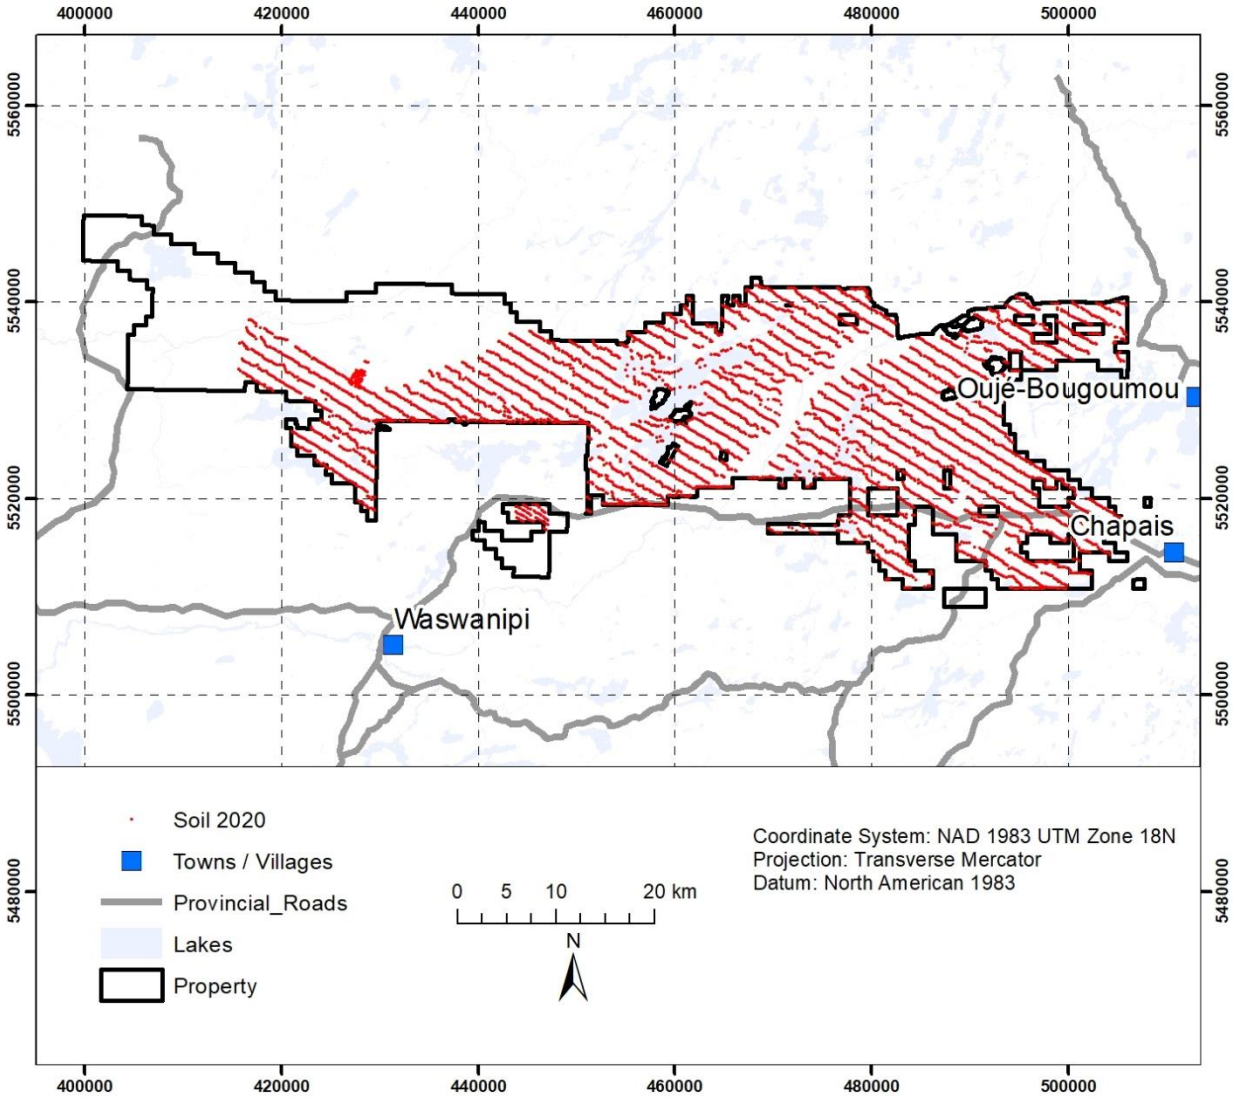 400000 420000 440000 460000 480000 500000
5560000 5560000
5540000 5540000
Oujé-Bougoumou
5520000 5520000
Chapais
Waswanipi
5500000 5500000
Soil 2020
Towns / Villages
Provincial_Roads
Lakes
Property
0 5 10 20 km
N
Coordinate System: NAD 1983 UTM Zone 18N
Projection: Transverse Mercator
Datum: North American 1983
5480000 5480000
400000 420000 440000 460000 480000 500000